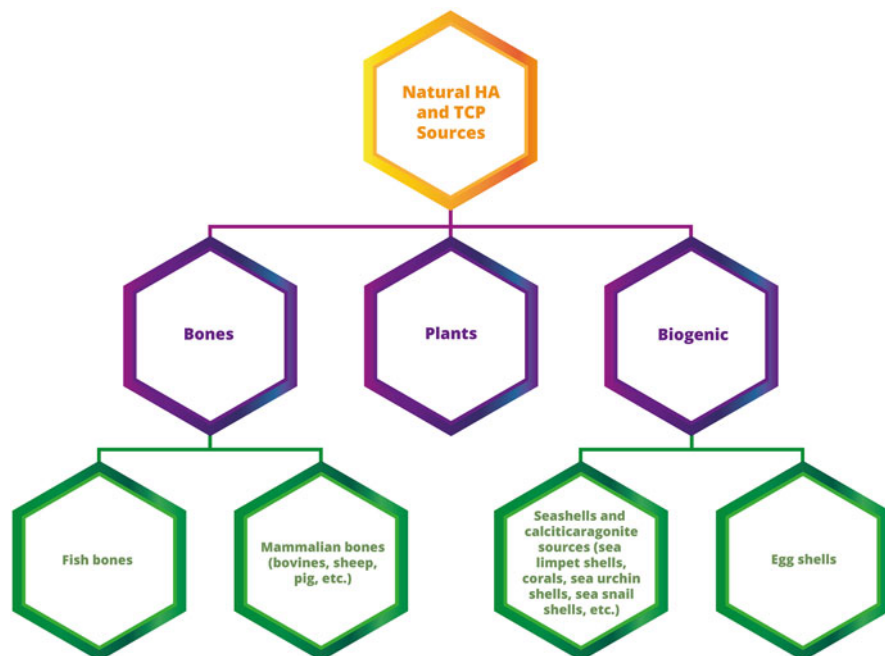 Natural HA
and TCP
Sources
Bones
Plants
Biogenic
Fish bones
Mammalian bones
(bovines, sheep,
pig, etc.)
Seashells and
calciticaragonite
sources (sea
limpet shells,
corals, sea urchin
shells, sea snail
shells, etc.)
Egg shells